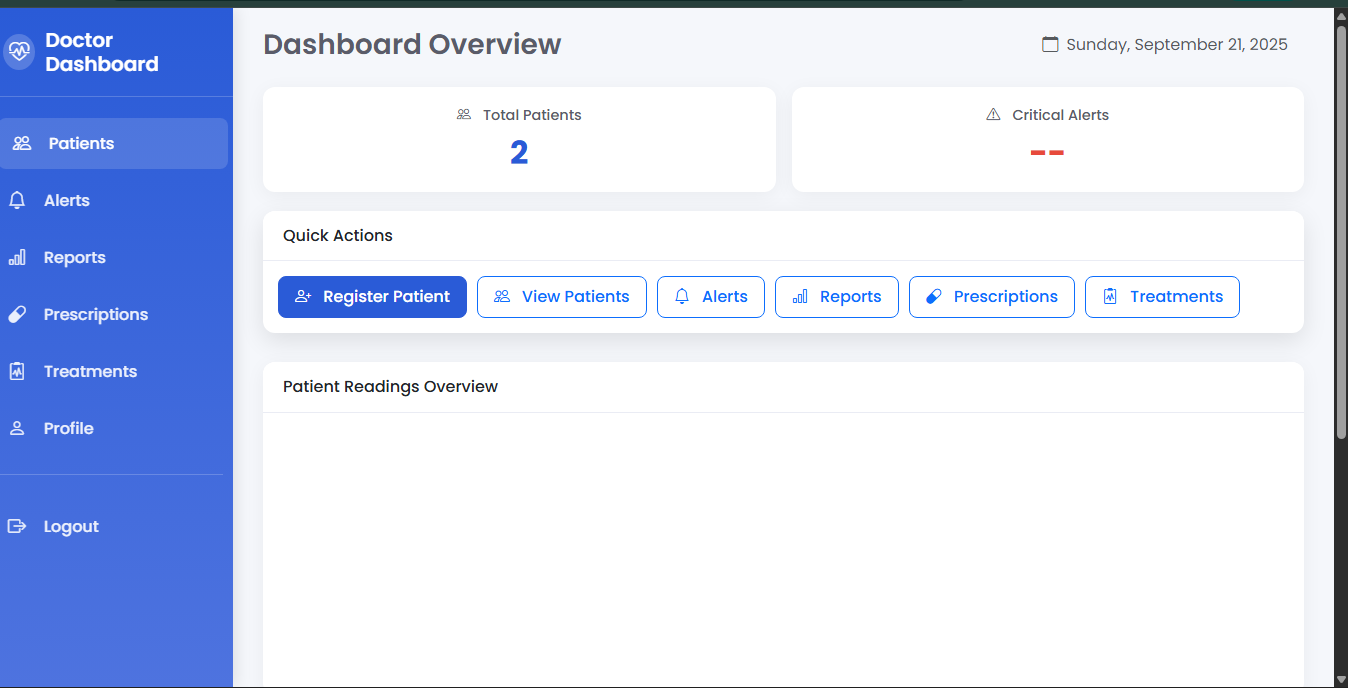 Doctor
Dashboard
Patients
Alerts
Reports
Prescriptions
Treatments
Profile
Logout
Dashboard Overview
Sunday, September 21, 2025
Total Patients
2
Critical Alerts
--
Quick Actions
Register Patient
View Patients
Alerts
Reports
Prescriptions
Treatments
Patient Readings Overview